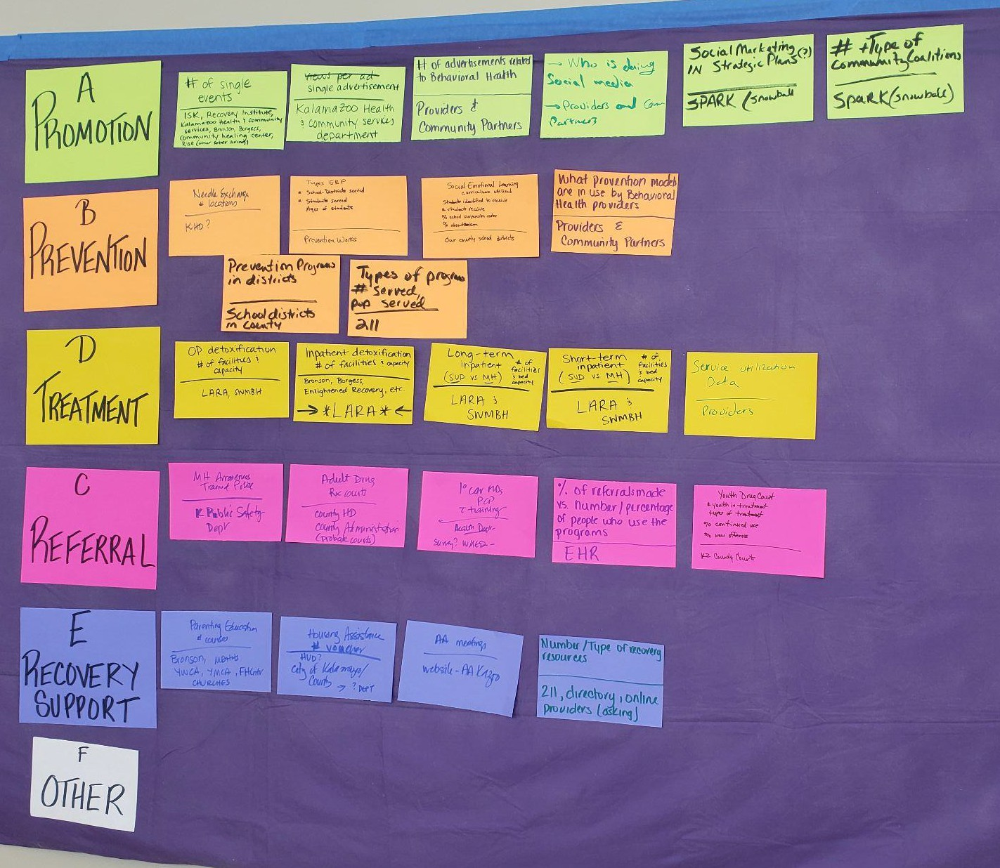 A
PROMOTION
# of single
events
ISK, Recovery Institute,
Kalamazoo Health & community
services, Bronson, Borgess,
Community healing center,
Rise (other sober living)
Views per ad
single advertisement
Kalamazoo Health
& community services
department
# of advertisements related
to Behavioral Health
Providers &
Community Partners
→ Who is doing
Social media
→ Providers and Com
Partners
Social Marketing
IN Strategic Plans (?)
SPARK (snowball
# + Type of
Community Coalitions
SPARK (snowball)
B
PREVENTION
Needle Exchange
# locations
KHD?
Types EBP
# School-Districts served
# Students served
Ages of students
Prevention Works
Social Emotional Learning
curriculum utilized
Students identified to receive
# students receive
% school suspension rates
% absenteeism
Our county school districts
What prevention models
are in use by Behavioral
Health providers
Providers &
Community Partners
Prevention Programs
in districts
School districts
in County
Types of program
# served,
pop served
211
D
TREATMENT
OP detoxification
# of facilities &
capacity
LARA, SWMBH
Inpatient detoxification
# of facilities & capacity
Bronson, Borgess,
Enlightened Recovery, etc.
→ *LARA* ←
Long-term
inpatient
(SUD vs MH)
# of
facilities
& bed
capacity
LARA &
SWMBH
Short-term
inpatient
(SUD vs MH)
# of
facilities
& bed
capacity
LARA &
SWMBH
Service utilization
Data
Providers
C
REFERRAL
MH Awareness
Trained Police
K Public Safety
Dept
Adult Drug
Rx courts
county HD
county Administration
(probate courts)
1° car MDs
PCP
training
Health Dept-
survey?
% of referrals made
vs. number/percentage
of people who use the
programs
EHR
Youth Drug Court
# youth in treatment
types of treatment
% continued use
% new offenses
KZ County Courts
E
RECOVERY
SUPPORT
Parenting Education
# courses
Bronson,
YWCA, YMCA,
CHURCHES
Housing Assistance
# voucher
HUD?
City of Kalamazoo/
County → ? DEPT
AA meetings
website - AA Kazoo
Number/Type of recovery
resources
211, directory, online
providers (asking)
F
OTHER